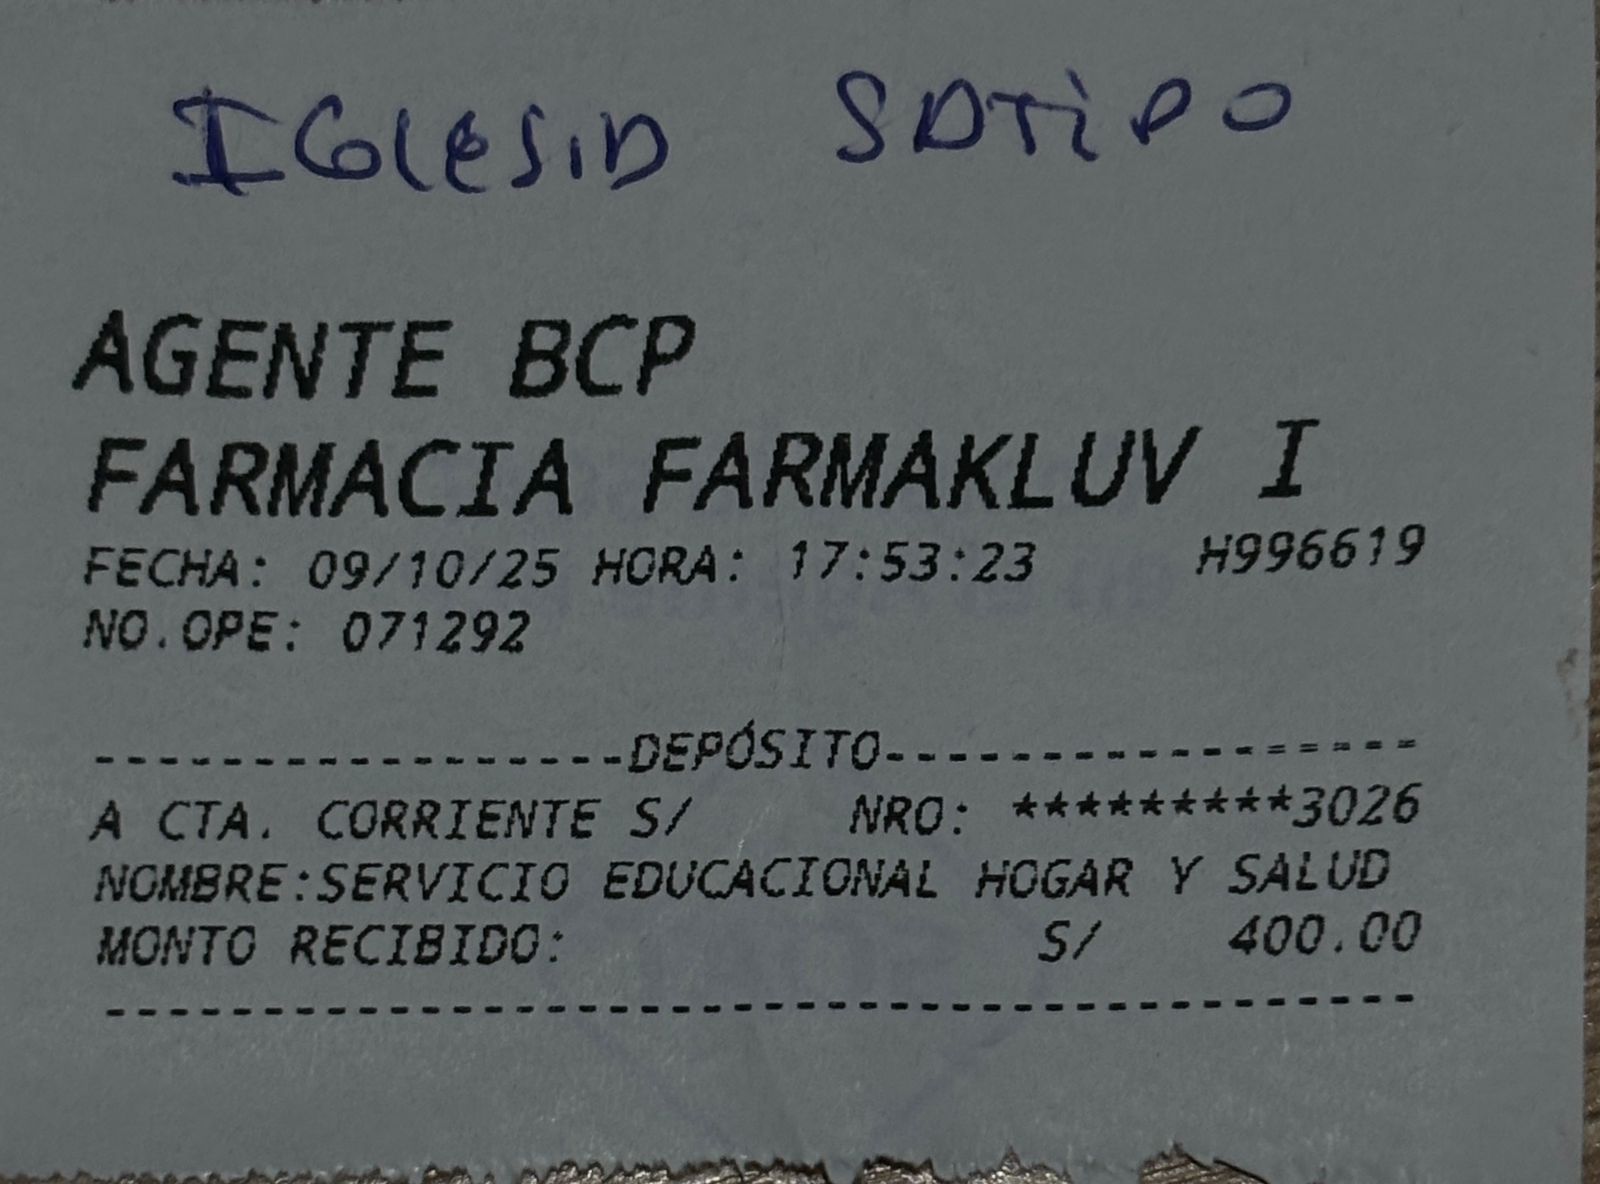 Iglesia SATIPO
AGENTE BCP
FARMACIA FARMAKLUV I
FECHA: 09/10/25 HORA: 17:53:23 H996619
NO.OPE: 071292
-----------------DEPÓSITO-----------------
A CTA. CORRIENTE S/ NRO: *********3026
NOMBRE:SERVICIO EDUCACIONAL HOGAR Y SALUD
MONTO RECIBIDO: S/ 400.00
------------------------------------------